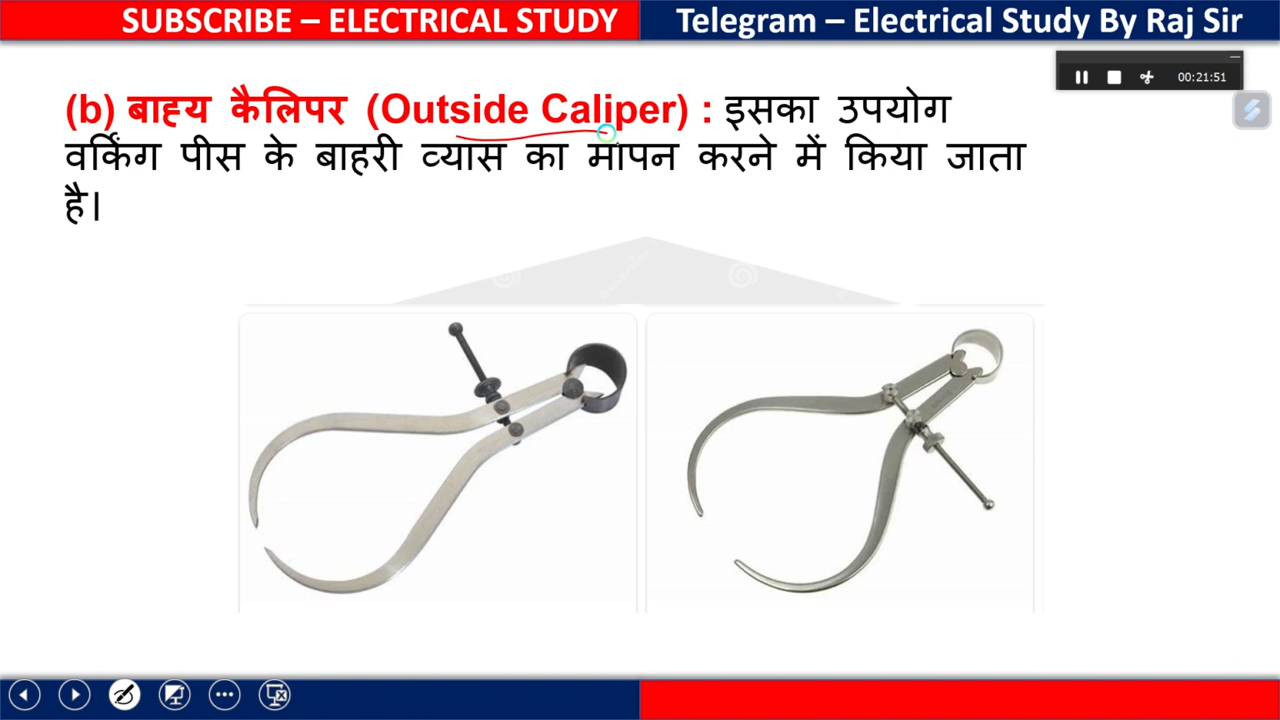 SUBSCRIBE – ELECTRICAL STUDY
Telegram – Electrical Study By Raj Sir
00:21:51
(b) बाह्य कैलिपर (Outside Caliper) : इसका उपयोग
वर्किंग पीस के बाहरी व्यास का मापन करने में किया जाता
है।